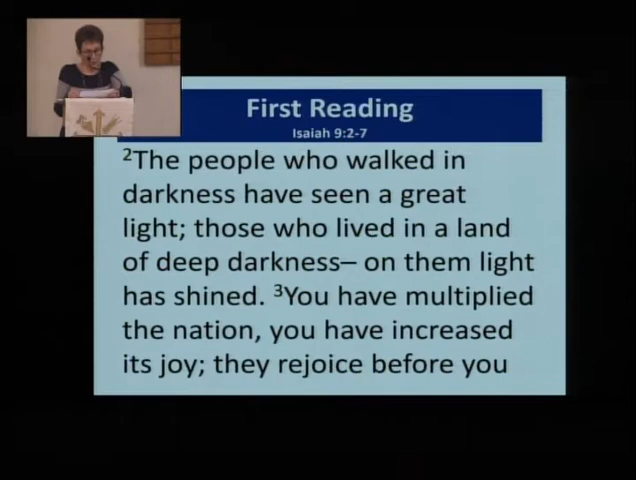 First Reading
Isaiah 9:2-7
²The people who walked in
darkness have seen a great
light; those who lived in a land
of deep darkness– on them light
has shined. ³You have multiplied
the nation, you have increased
its joy; they rejoice before you